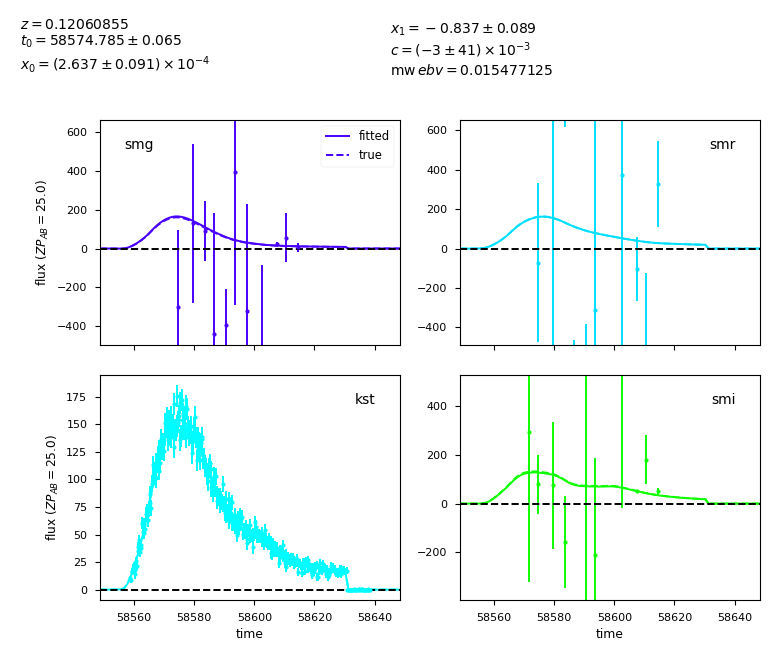 z = 0.12060855
t₀ = 58574.785 ± 0.065
x₀ = (2.637 ± 0.091) × 10⁻⁴
x₁ = −0.837 ± 0.089
c = (−3 ± 41) × 10⁻³
mw ebv = 0.015477125
smg
fitted
true
600
400
200
0
−200
−400
flux (ZP_AB = 25.0)
smr
600
400
200
0
−200
−400
kst
175
150
125
100
75
50
25
0
flux (ZP_AB = 25.0)
58560 58580 58600 58620 58640
time
smi
400
200
0
−200
58560 58580 58600 58620 58640
time